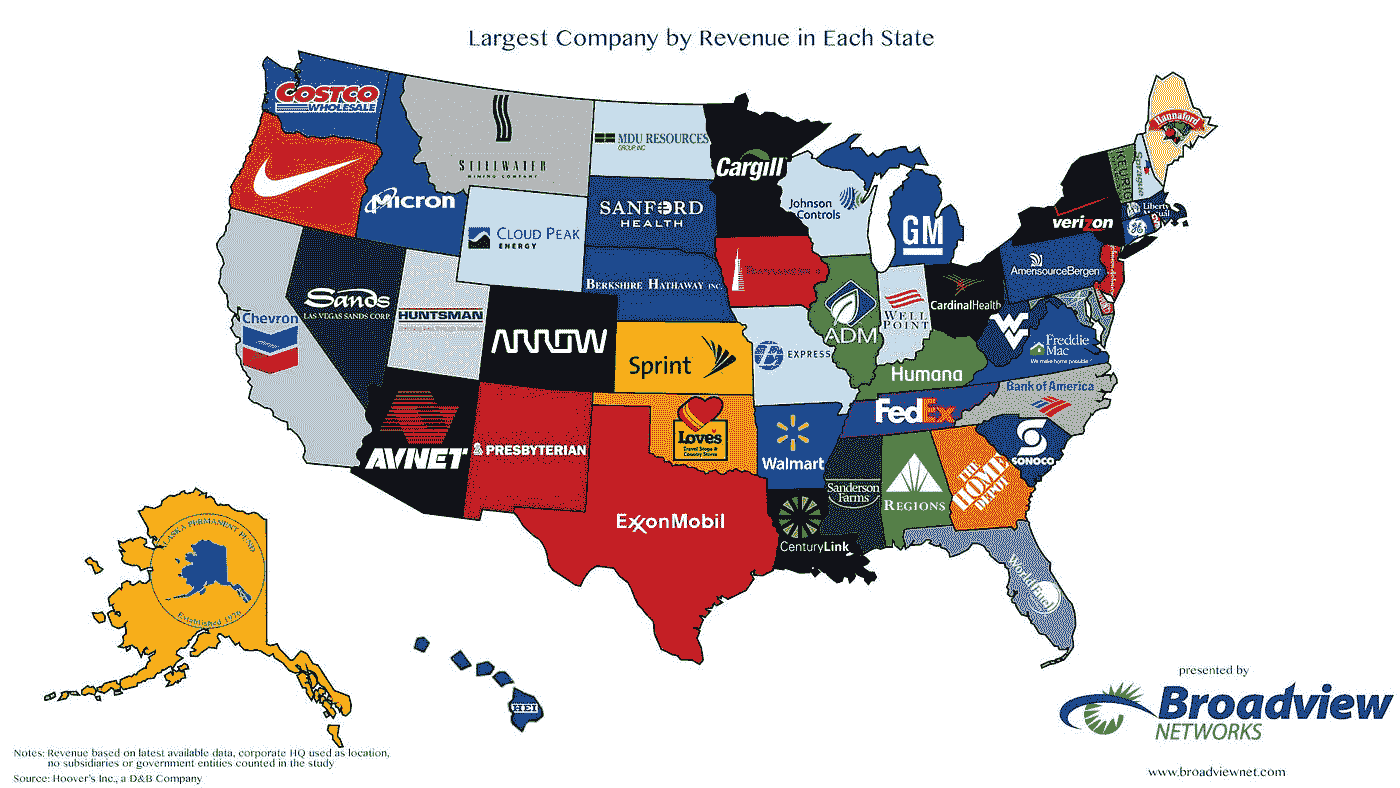 Largest Company by Revenue in Each State
COSTCO
WHOLESALE
STILLWATER
MINING COMPANY
MDU RESOURCES
GROUP, INC
Cargill
Hannaford
KEURIG
Micron
CLOUD PEAK
ENERGY
SANFORD
HEALTH
Johnson
Controls
GM
verizon
Liberty
Mutual
GE
BERKSHIRE HATHAWAY INC.
AmerisourceBergen
Sands
LAS VEGAS SANDS CORP.
HUNTSMAN
Chevron
ARROW
Sprint
EXPRESS
ADM
WELL
POINT
CardinalHealth
WV
Freddie
Mac
We make home possible
Humana
Bank of America
FedEx
AVNET
PRESBYTERIAN
Love's
Travel Stops &
Country Stores
Walmart
Sanderson
Farms
REGIONS
THE
HOME
DEPOT
SONOCO
ExxonMobil
CenturyLink
World Fuel
ALASKA PERMANENT FUND
Established 1976
HEI
presented by
Broadview
NETWORKS
www.broadviewnet.com
Notes: Revenue based on latest available data, corporate HQ used as location,
no subsidiaries or government entities counted in the study
Source: Hoover's Inc., a D&B Company